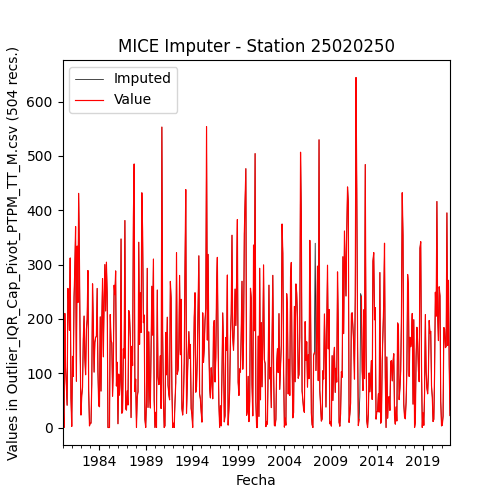 MICE Imputer - Station 25020250
Imputed
Value
Values in Outlier_IQR_Cap_Pivot_PTPM_TT_M.csv (504 recs.)
600
500
400
300
200
100
0
1984 1989 1994 1999 2004 2009 2014 2019
Fecha